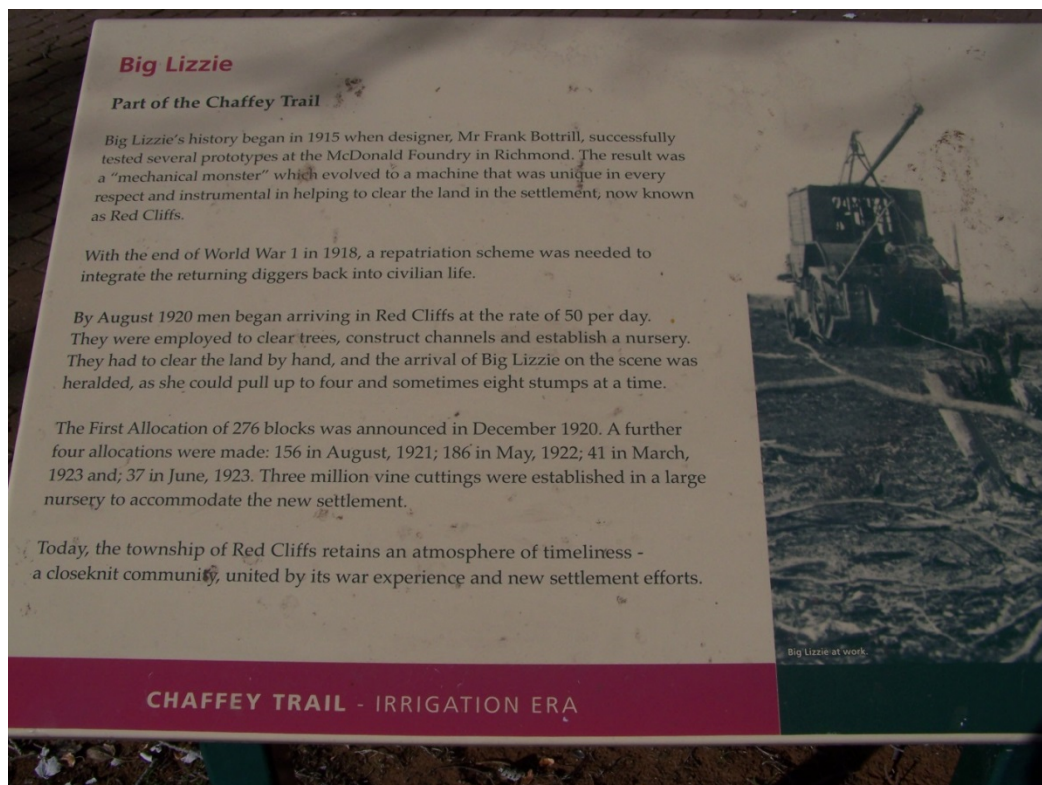 Big Lizzie
Part of the Chaffey Trail
Big Lizzie's history began in 1915 when designer, Mr Frank Bottrill, successfully
tested several prototypes at the McDonald Foundry in Richmond. The result was
a "mechanical monster" which evolved to a machine that was unique in every
respect and instrumental in helping to clear the land in the settlement, now known
as Red Cliffs.
With the end of World War 1 in 1918, a repatriation scheme was needed to
integrate the returning diggers back into civilian life.
By August 1920 men began arriving in Red Cliffs at the rate of 50 per day.
They were employed to clear trees, construct channels and establish a nursery.
They had to clear the land by hand, and the arrival of Big Lizzie on the scene was
heralded, as she could pull up to four and sometimes eight stumps at a time.
The First Allocation of 276 blocks was announced in December 1920. A further
four allocations were made: 156 in August, 1921; 186 in May, 1922; 41 in March,
1923 and; 37 in June, 1923. Three million vine cuttings were established in a large
nursery to accommodate the new settlement.
Today, the township of Red Cliffs retains an atmosphere of timeliness -
a closeknit community, united by its war experience and new settlement efforts.
Big Lizzie at work.
CHAFFEY TRAIL - IRRIGATION ERA